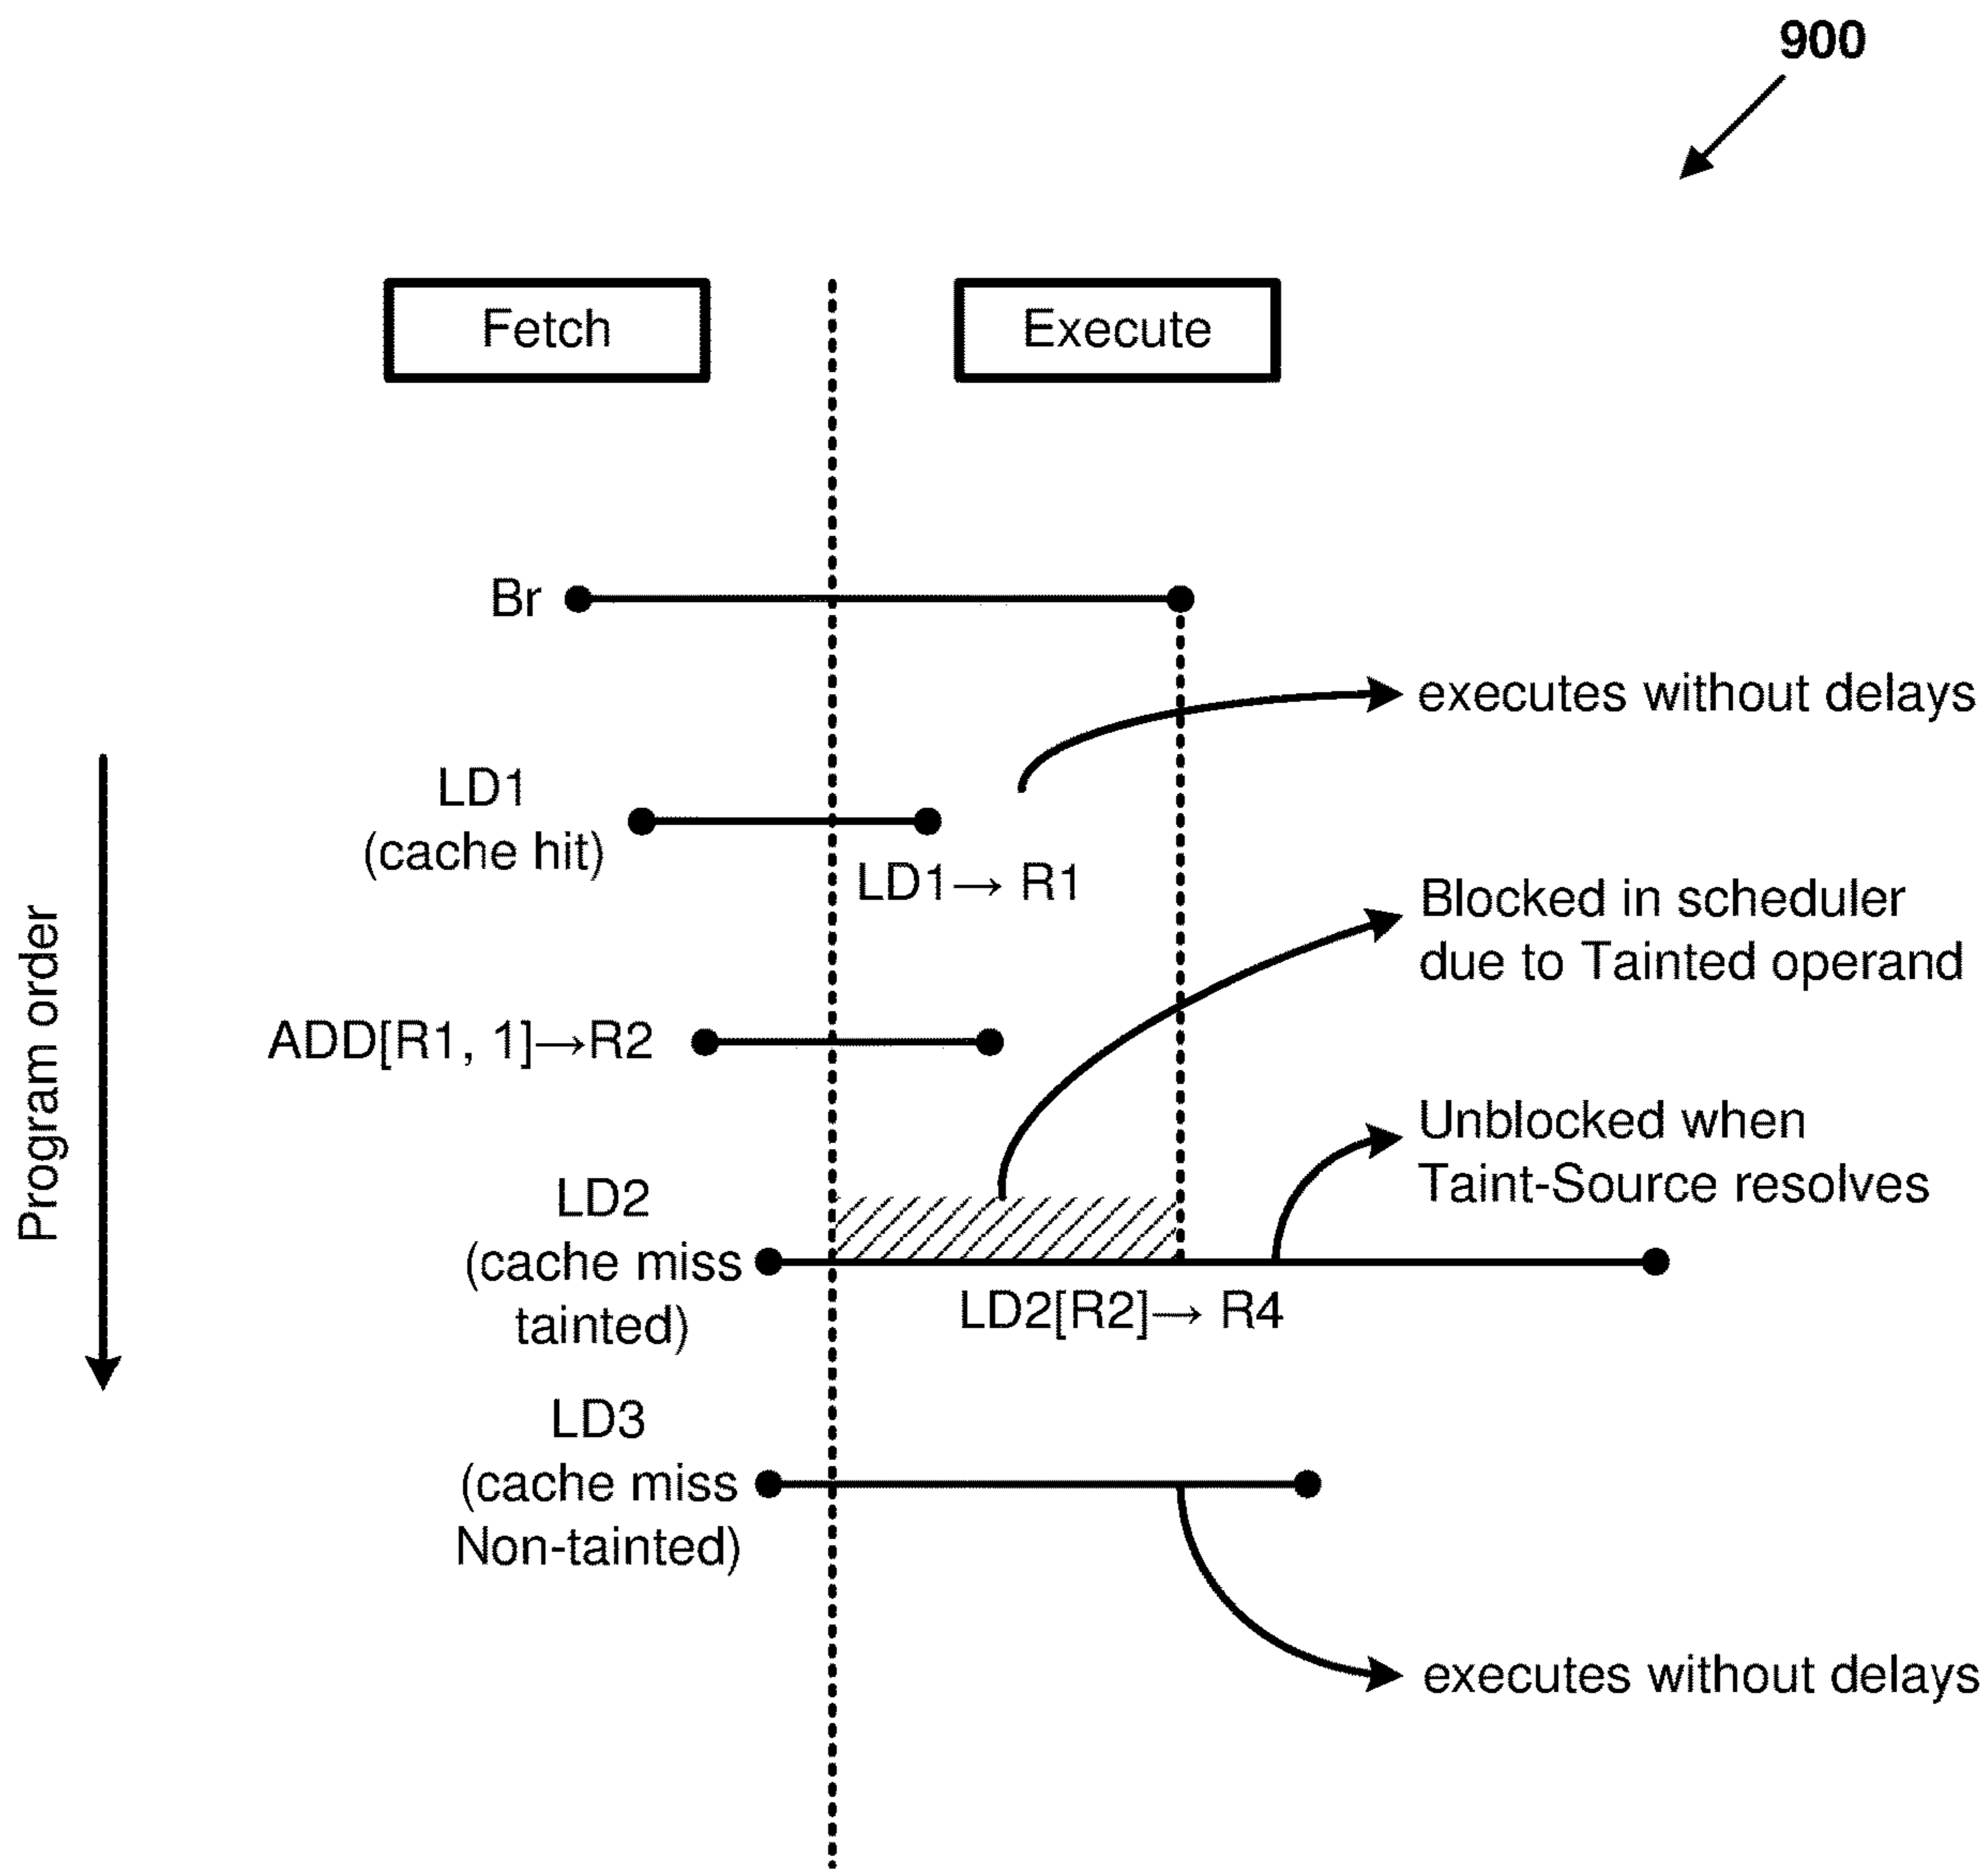 900
Fetch
Execute
Br
executes without delays
LD1
(cache hit)
LD1→ R1
Blocked in scheduler
due to Tainted operand
ADD[R1, 1]→R2
Program order
Unblocked when
Taint-Source resolves
LD2
(cache miss
tainted)
LD2[R2]→ R4
LD3
(cache miss
Non-tainted)
executes without delays